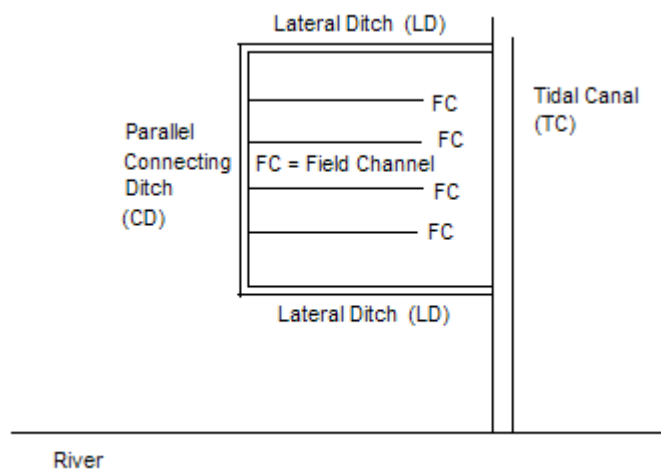 Lateral Ditch (LD)
FC
Tidal Canal
(TC)
Parallel
Connecting
Ditch
(CD)
FC
FC = Field Channel
FC
FC
Lateral Ditch (LD)
River